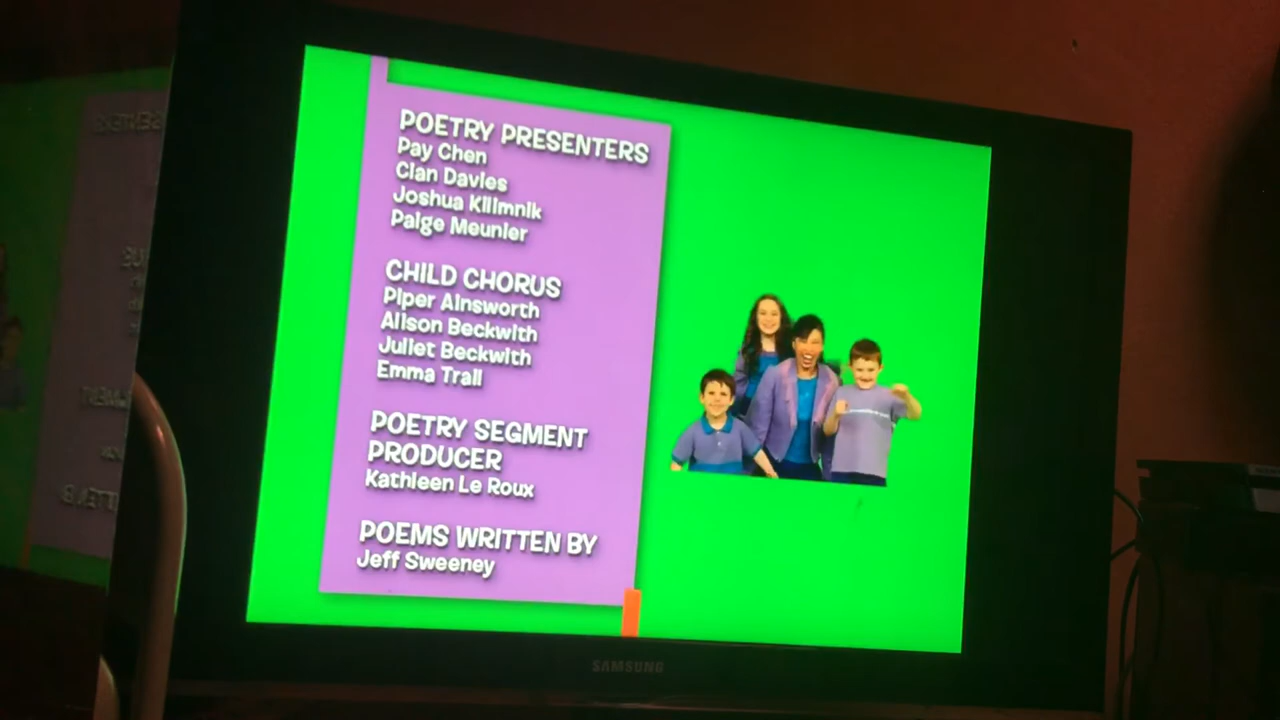 POETRY PRESENTERS
Pay Chen
Cian Davies
Joshua Kilimnik
Paige Meunier
CHILD CHORUS
Piper Ainsworth
Alison Beckwith
Juliet Beckwith
Emma Trail
POETRY SEGMENT
PRODUCER
Kathleen Le Roux
POEMS WRITTEN BY
Jeff Sweeney
SAMSUNG